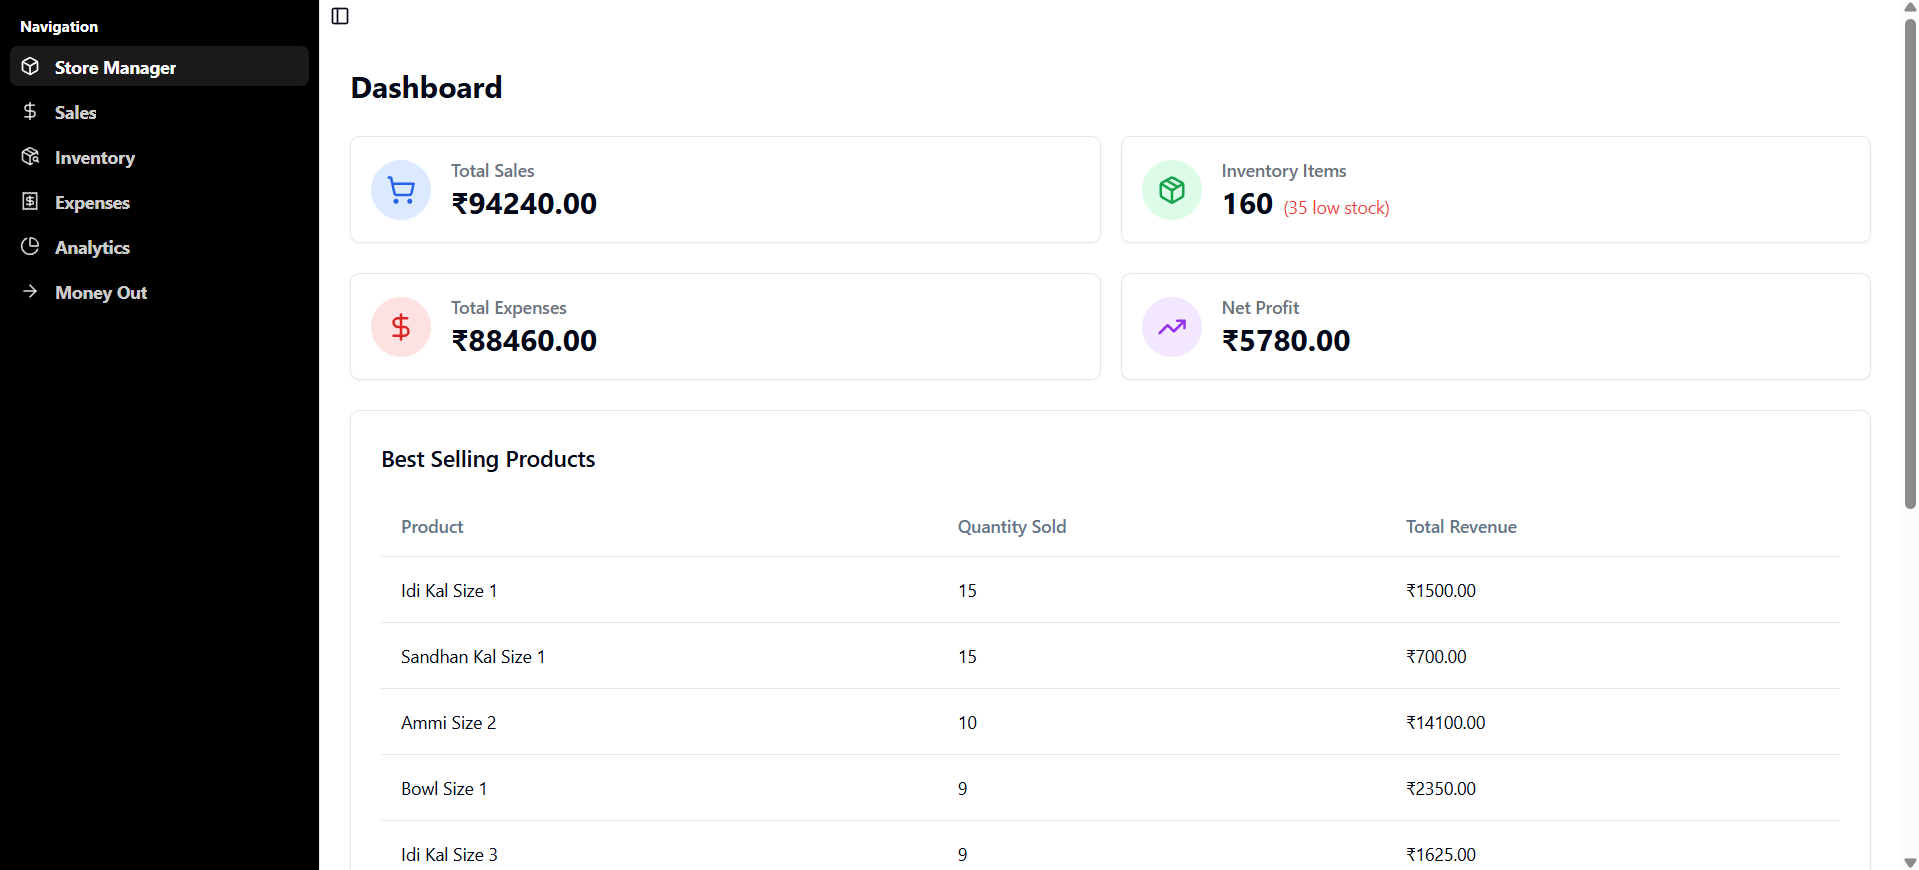 Navigation
Store Manager
Sales
Inventory
Expenses
Analytics
Money Out
Dashboard
Total Sales
₹94240.00
Inventory Items
160 (35 low stock)
Total Expenses
₹88460.00
Net Profit
₹5780.00
Best Selling Products
Product Quantity Sold Total Revenue
Idi Kal Size 1 15 ₹1500.00
Sandhan Kal Size 1 15 ₹700.00
Ammi Size 2 10 ₹14100.00
Bowl Size 1 9 ₹2350.00
Idi Kal Size 3 9 ₹1625.00